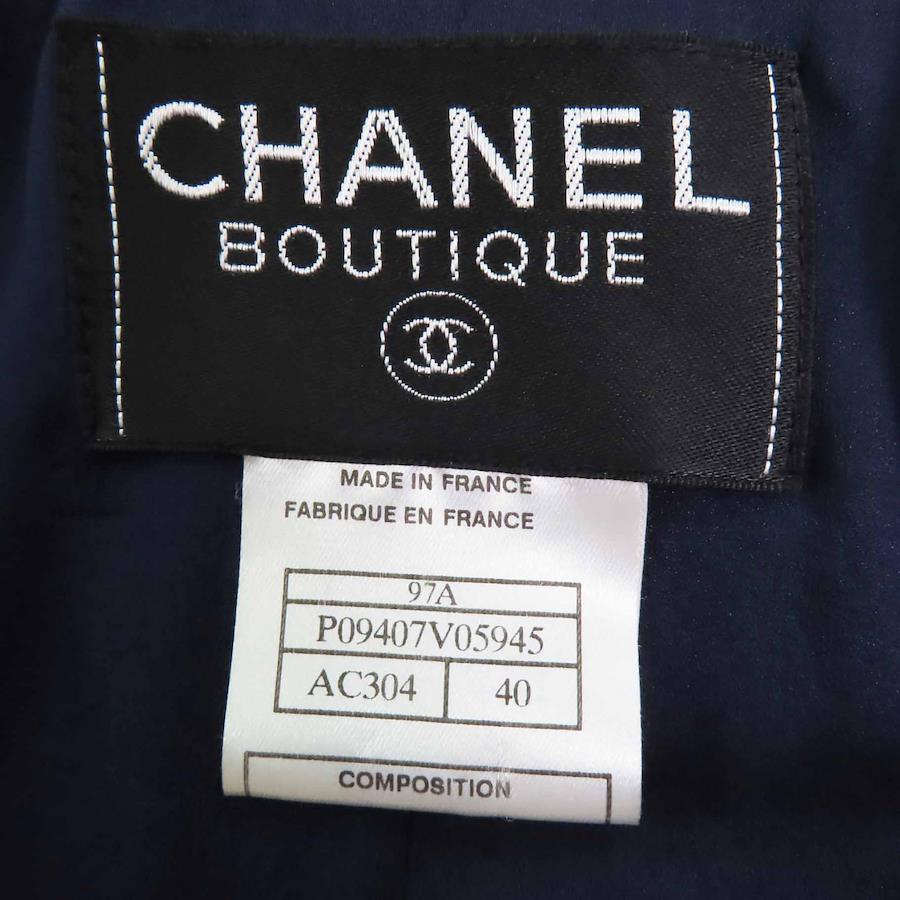 CHANEL
BOUTIQUE
MADE IN FRANCE
FABRIQUE EN FRANCE
97A
P09407V05945
AC304 40
COMPOSITION